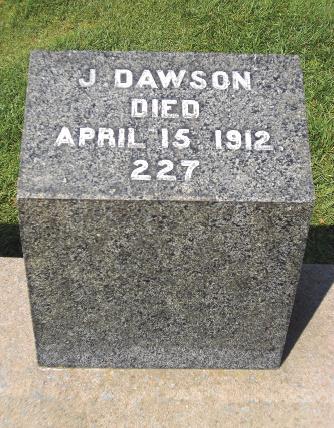 J. DAWSON
DIED
APRIL 15 1912
227